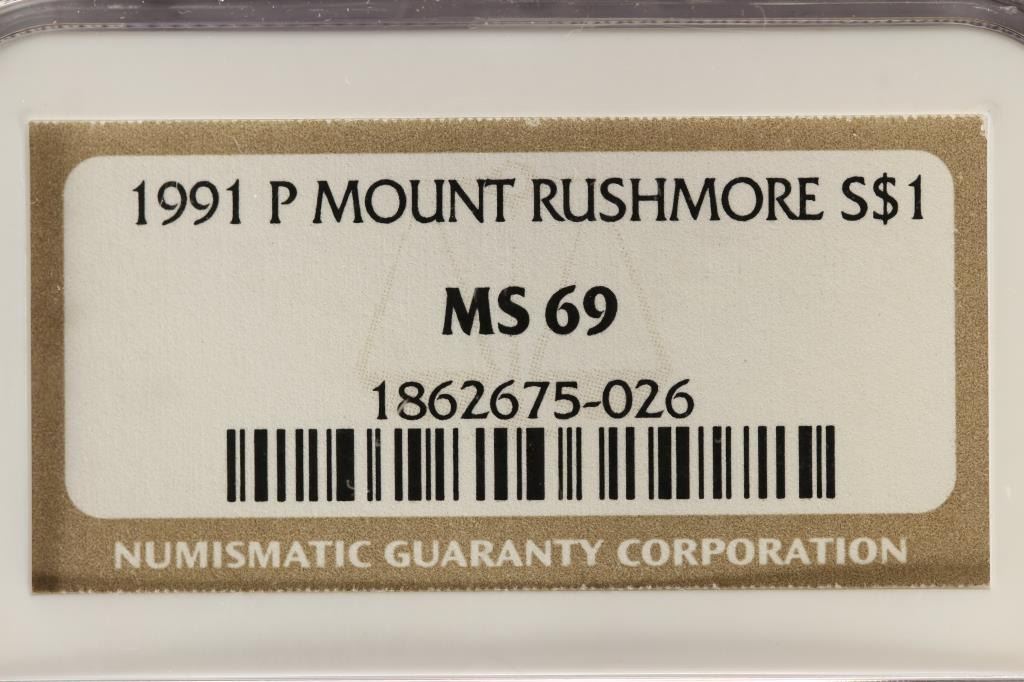 1991 P MOUNT RUSHMORE S$1
MS 69
1862675-026
NUMISMATIC GUARANTY CORPORATION